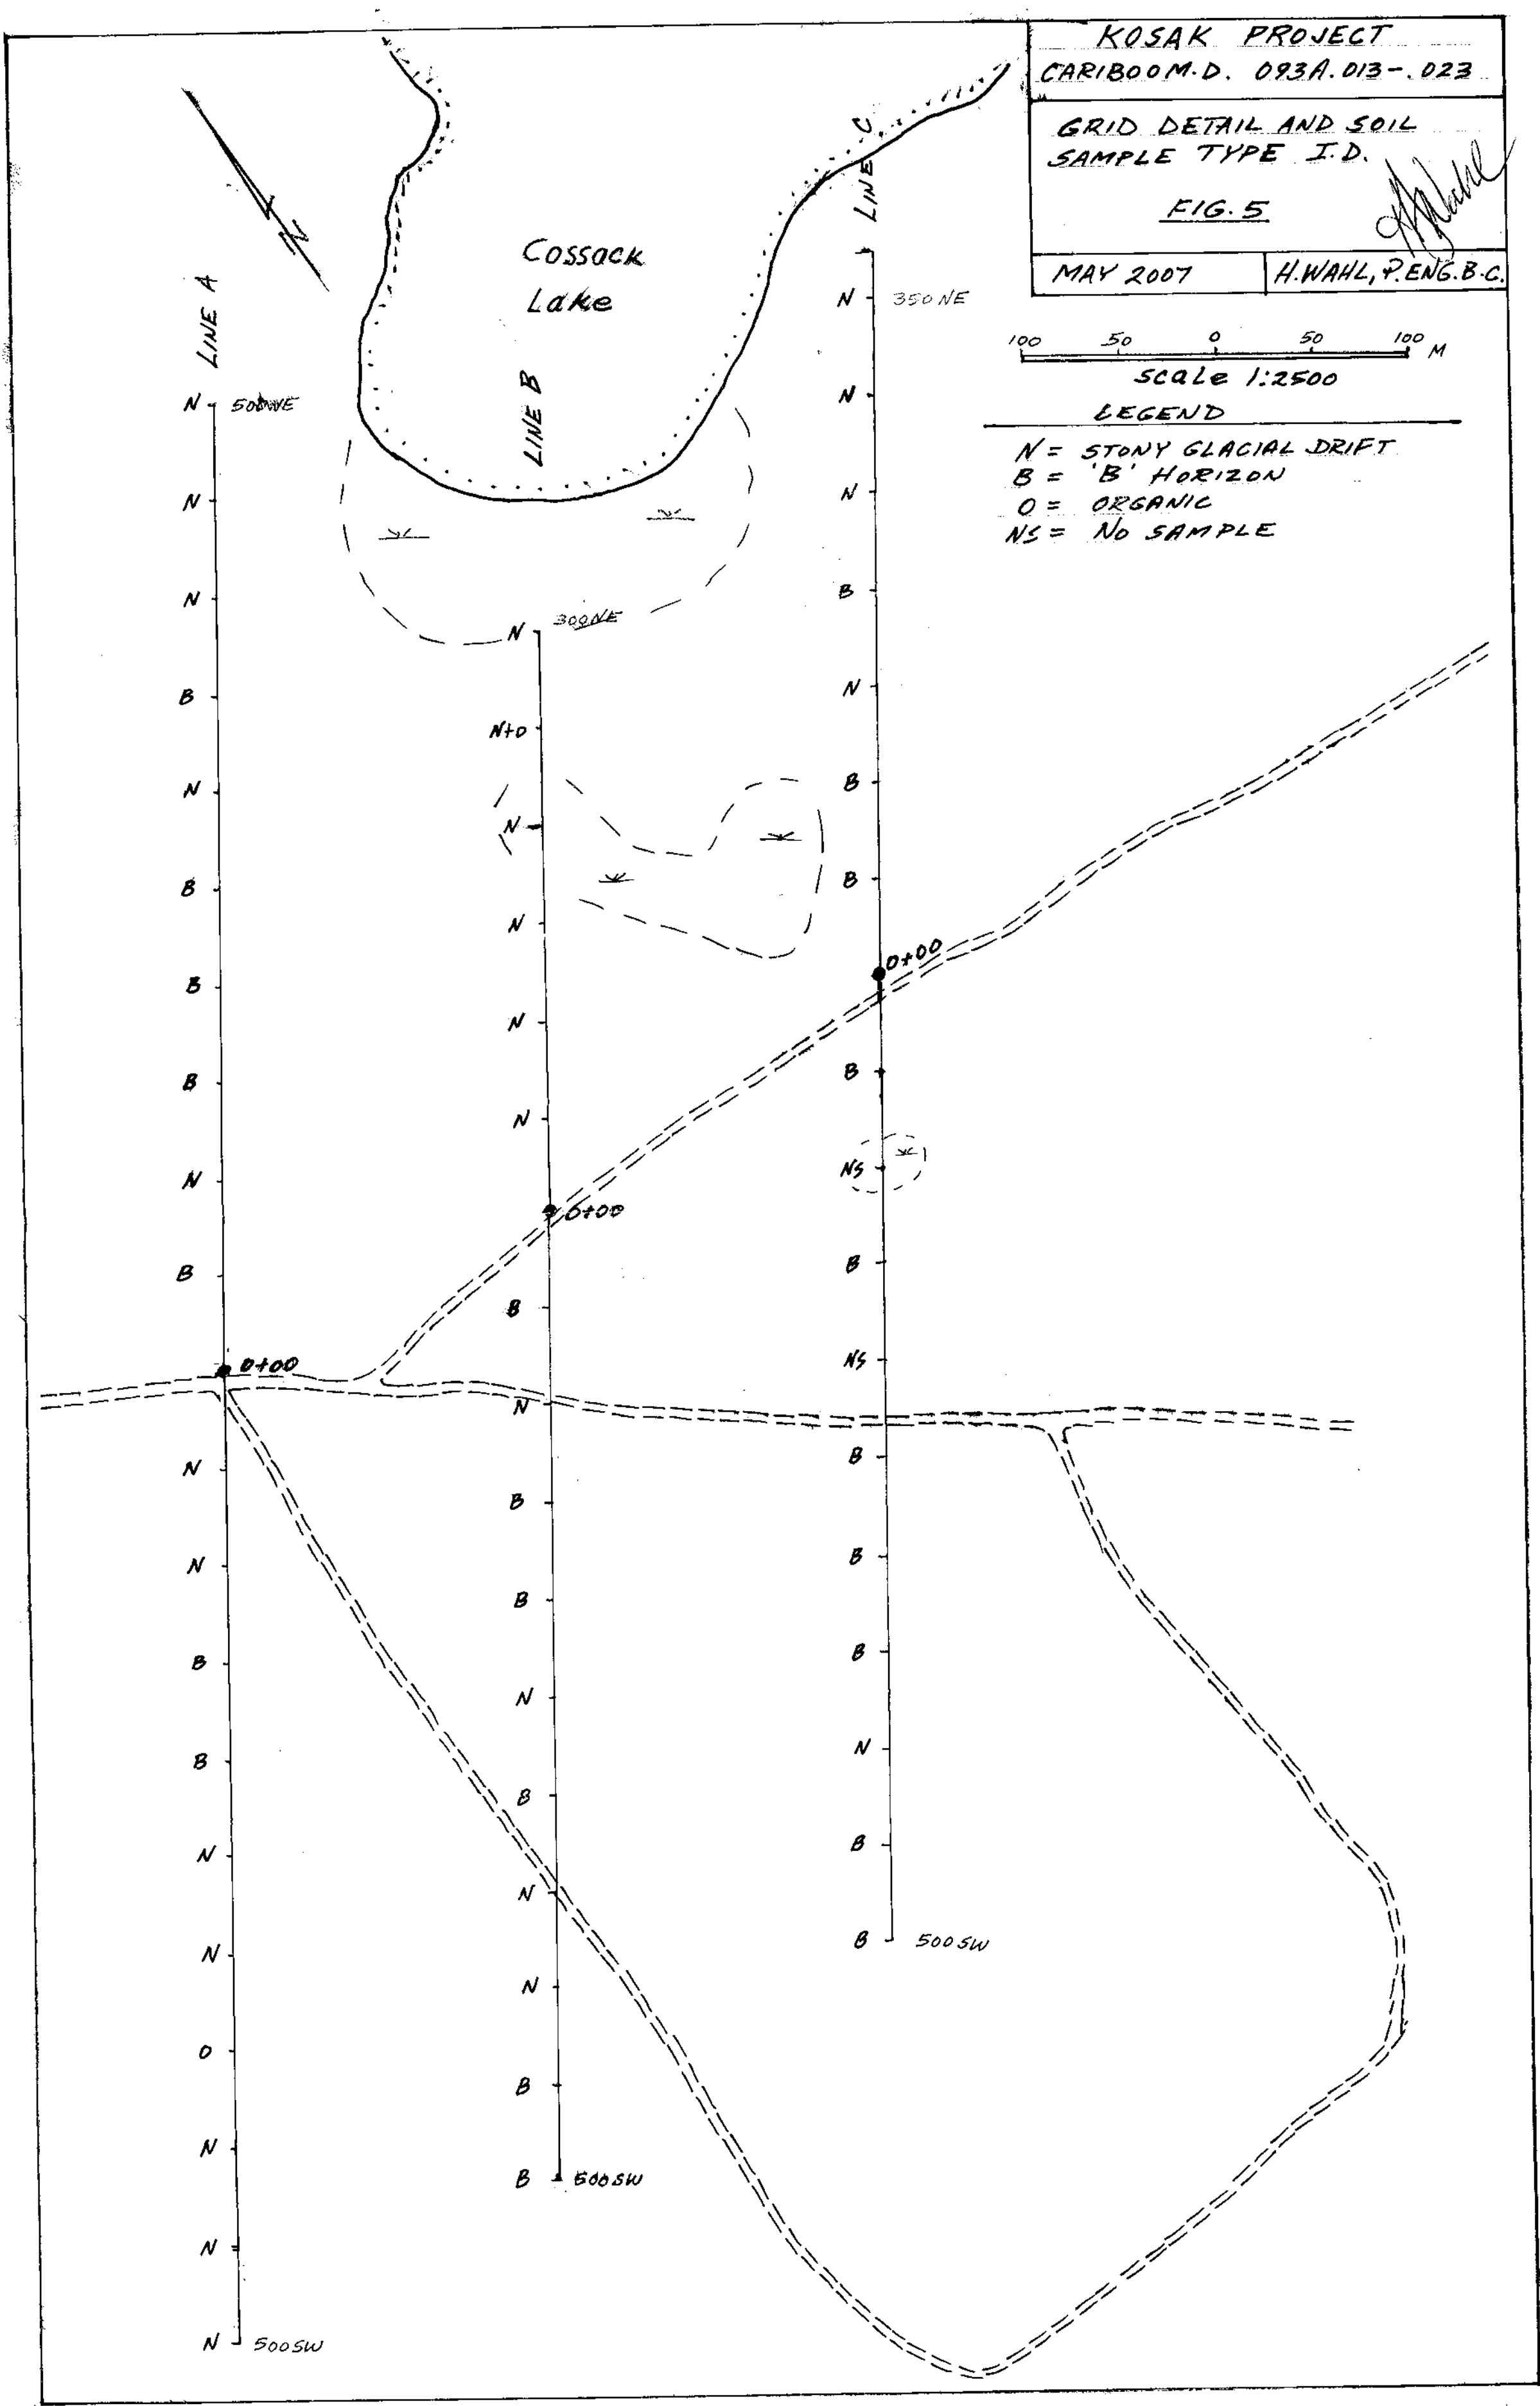 KOSAK PROJECT
CARIBOO M.D. 093A.013-.023
GRID DETAIL AND SOIL
SAMPLE TYPE I.D.
FIG. 5
MAY 2007
H. WAHL, P.ENG. B.C.
100 50 0 50 100 M
Scale 1:2500
LEGEND
N = STONY GLACIAL DRIFT
B = 'B' HORIZON
O = ORGANIC
NS = NO SAMPLE
N
Cossack
Lake
LINE A
N
N
N
B
N
B
B
B
N
B
0+00
N
N
B
B
N
N
O
N
N
N 500SW
LINE B
N 300NE
N+O
N
N
N
N
0+00
B
N
B
B
N
B
N
N
B
B 500SW
LINE C
N 350NE
N
N
B
N
B
B
0+00
B
NS
B
NS
B
B
B
N
B
B 500SW